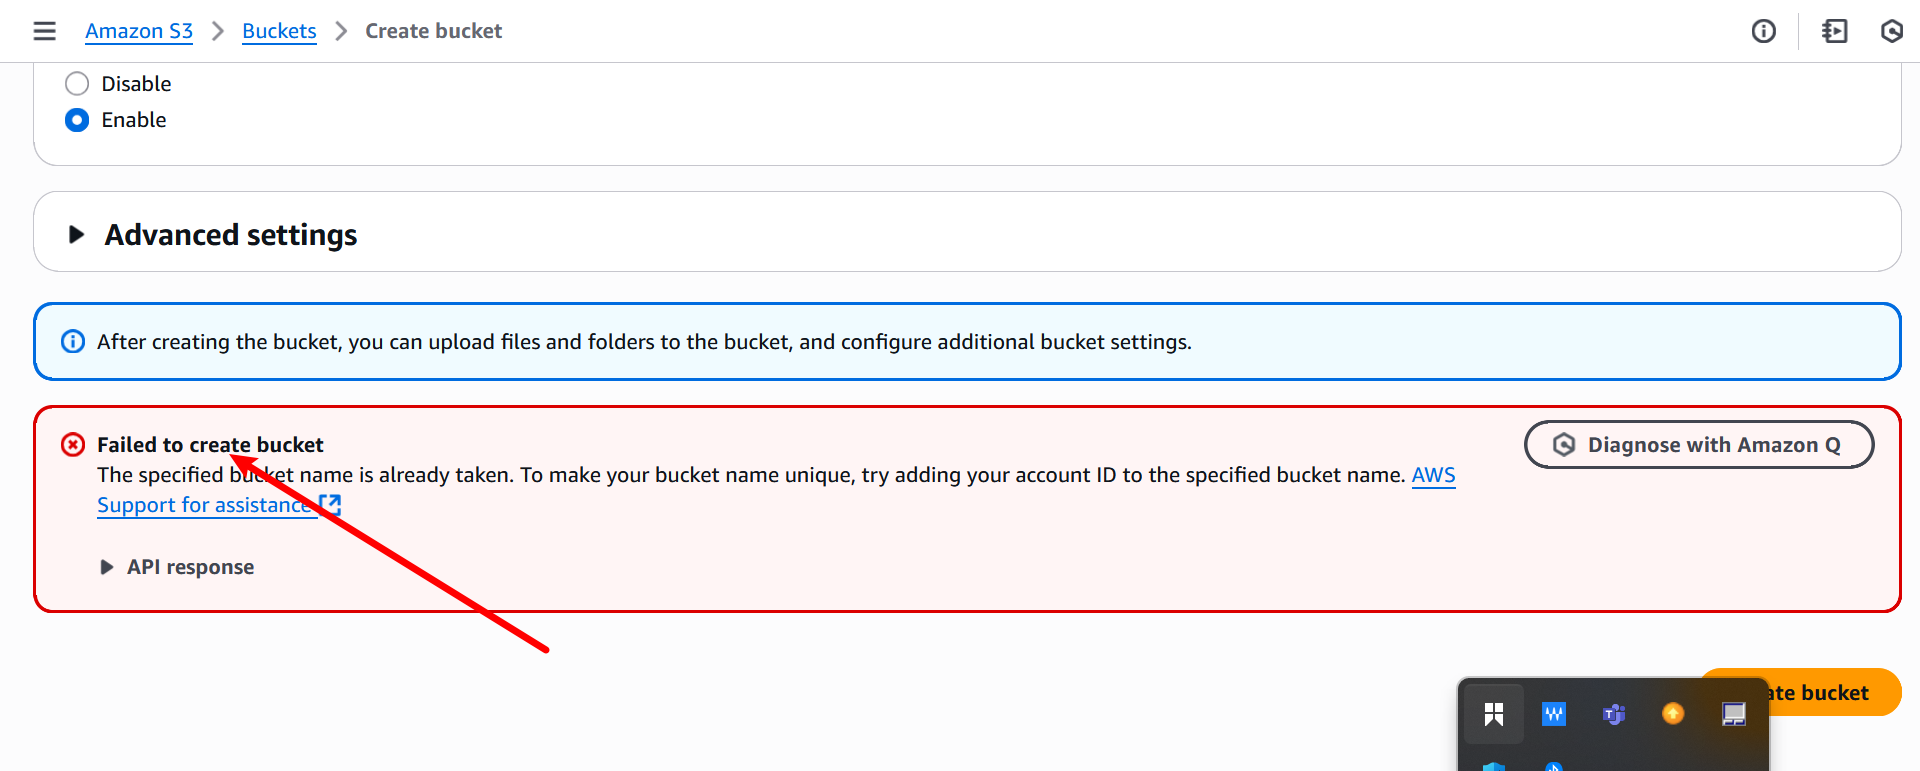 Amazon S3 > Buckets > Create bucket
Disable
Enable
Advanced settings
After creating the bucket, you can upload files and folders to the bucket, and configure additional bucket settings.
Failed to create bucket
Diagnose with Amazon Q
The specified bucket name is already taken. To make your bucket name unique, try adding your account ID to the specified bucket name. AWS
Support for assistance
API response
bucket